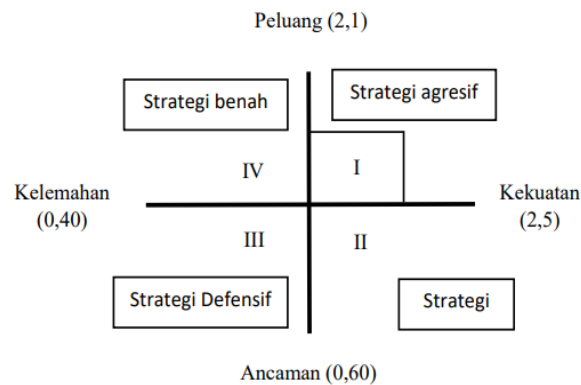 Peluang (2,1)
Strategi benah
Strategi agresif
IV
I
Kelemahan
(0,40)
Kekuatan
(2,5)
III
II
Strategi Defensif
Strategi
Ancaman (0,60)